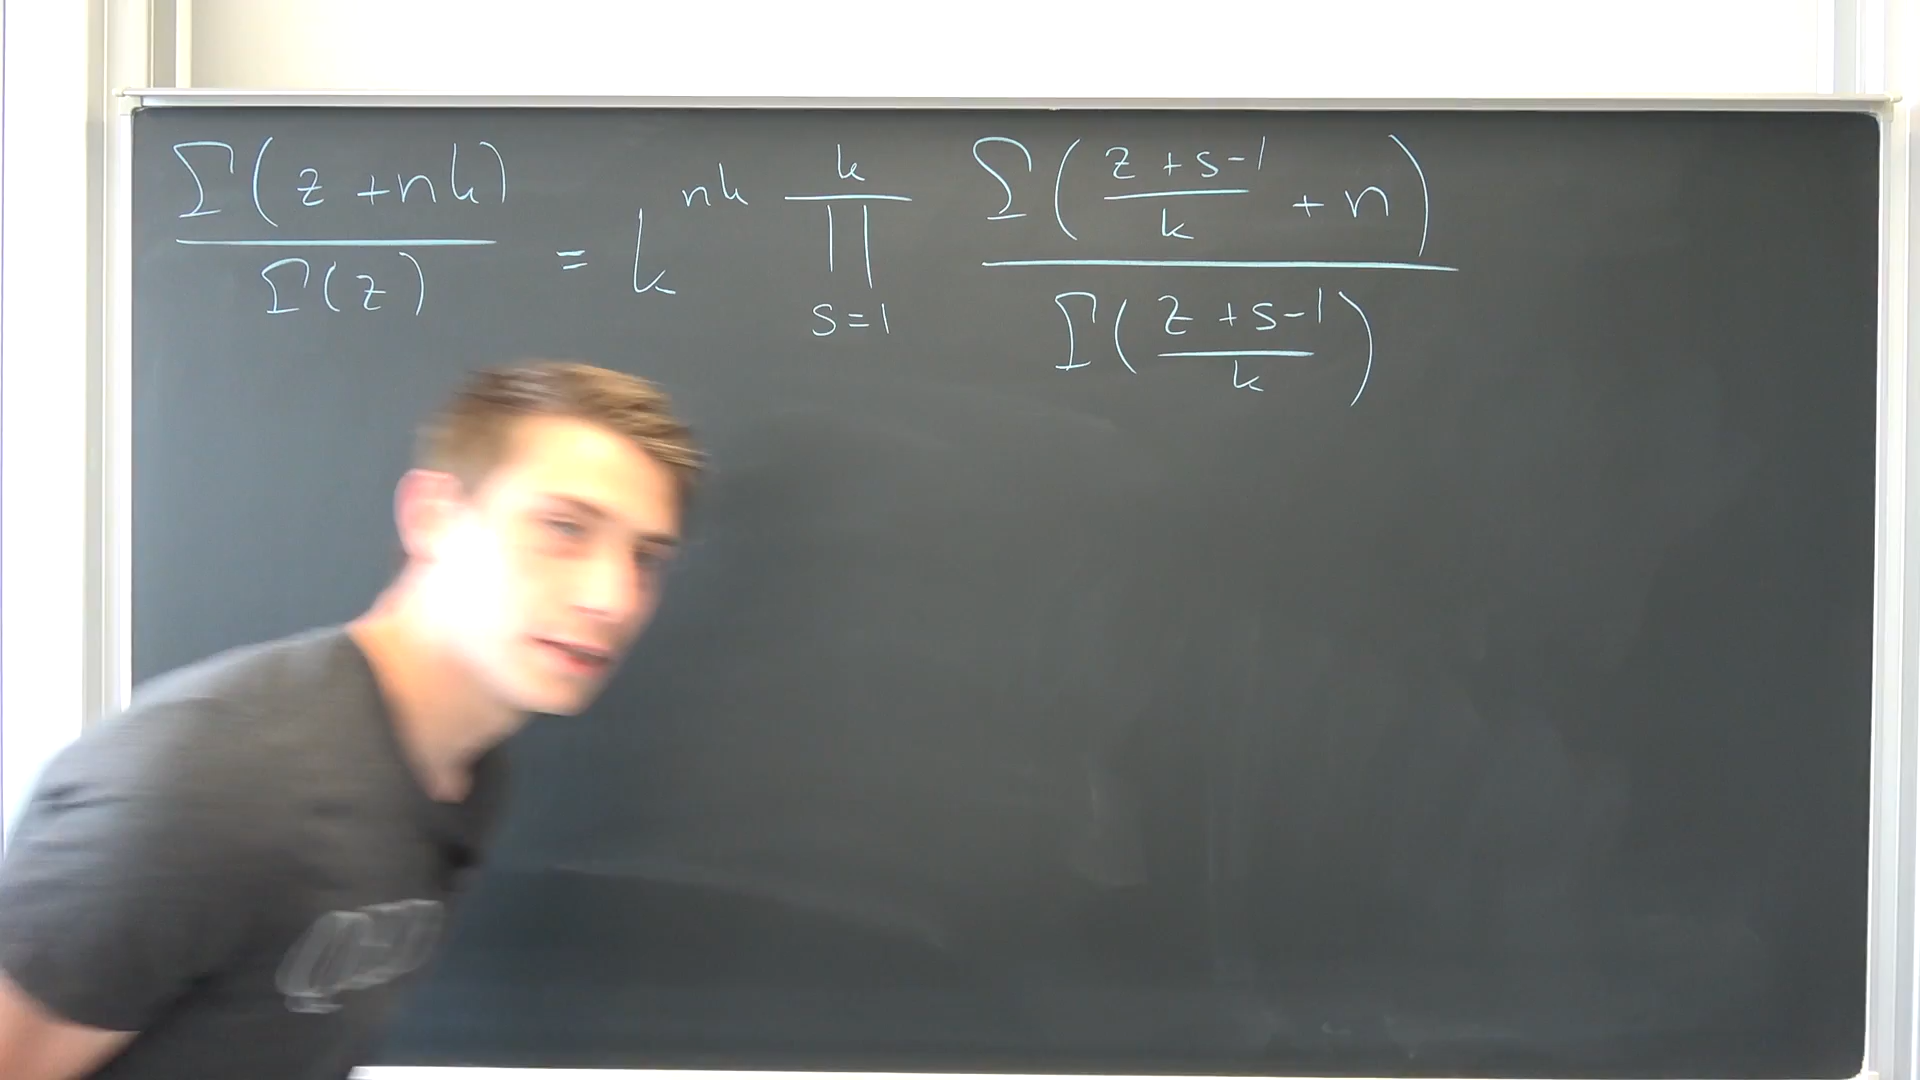 Γ(z+nk)/Γ(z) = k^{nk} ∏_{s=1}^{k} Γ((z+s-1)/k + n)/Γ((z+s-1)/k)